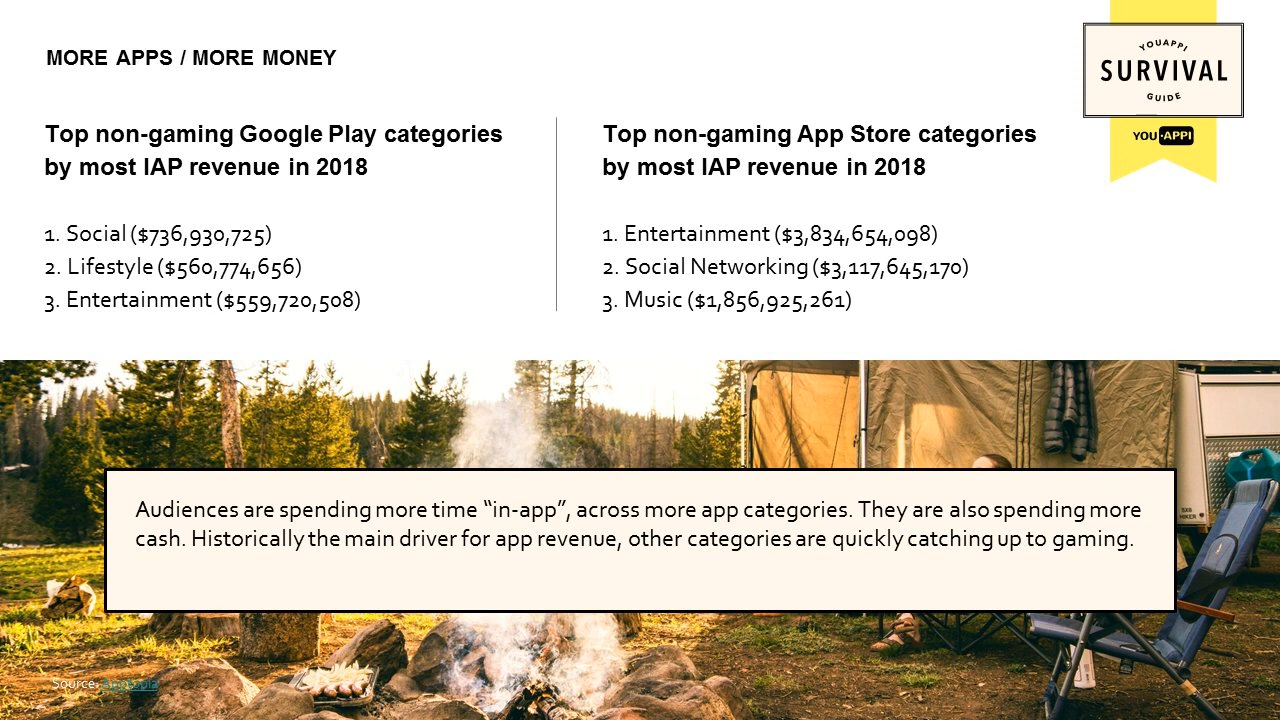 MORE APPS / MORE MONEY
YOUAPPI
SURVIVAL
GUIDE
YOU APPI
Top non-gaming Google Play categories
by most IAP revenue in 2018
1. Social ($736,930,725)
2. Lifestyle ($560,774,656)
3. Entertainment ($559,720,508)
Top non-gaming App Store categories
by most IAP revenue in 2018
1. Entertainment ($3,834,654,098)
2. Social Networking ($3,117,645,170)
3. Music ($1,856,925,261)
Audiences are spending more time “in-app”, across more app categories. They are also spending more
cash. Historically the main driver for app revenue, other categories are quickly catching up to gaming.
5X8
HIKER
Source: Apptopia